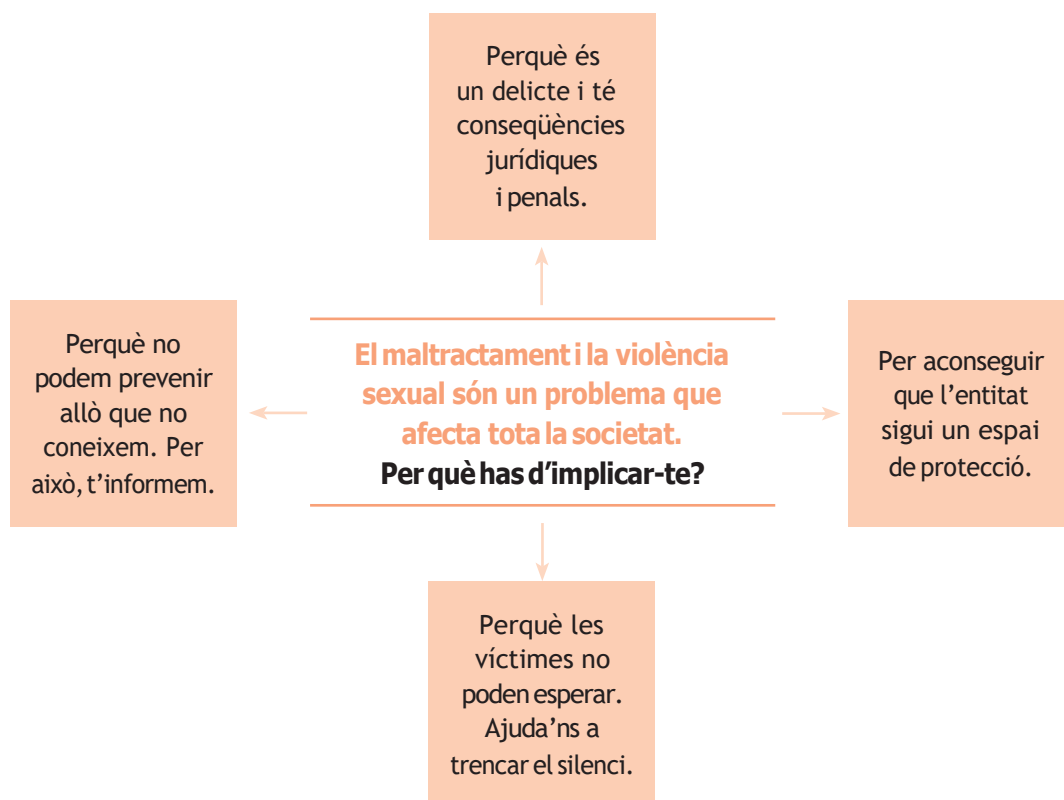 Perquè és
un delicte i té
conseqüències
jurídiques
i penals.
Perquè no
podem prevenir
allò que no
coneixem. Per
això, t’informem.
El maltractament i la violència
sexual són un problema que
afecta tota la societat.
Per què has d’implicar-te?
Per aconseguir
que l’entitat
sigui un espai
de protecció.
Perquè les
víctimes no
poden esperar.
Ajuda’ns a
trencar el silenci.